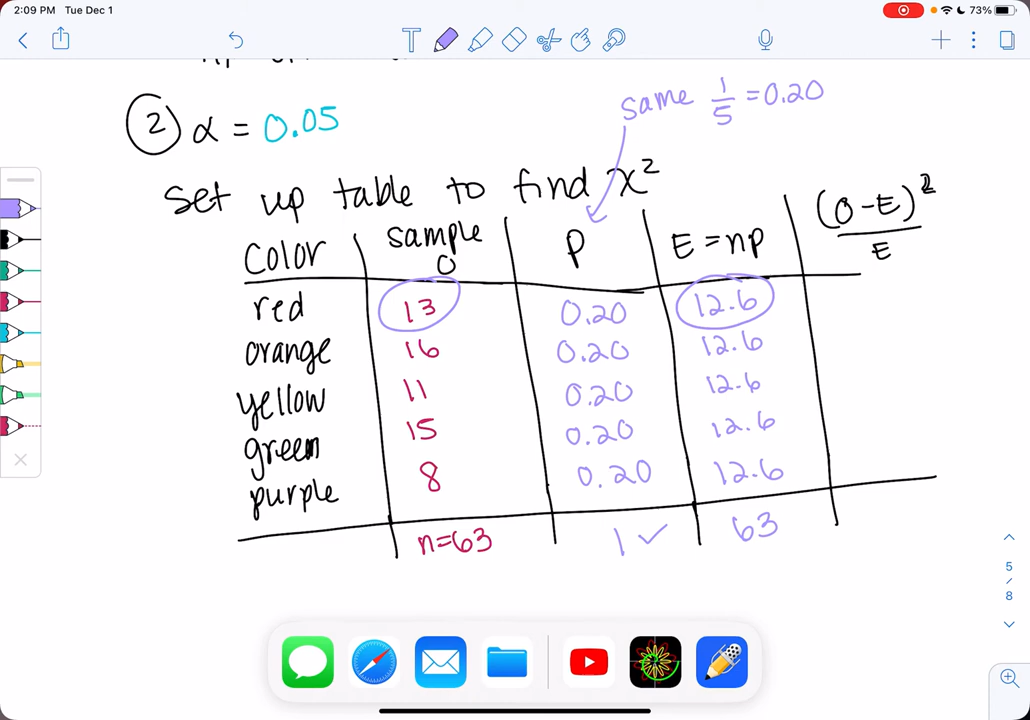 2:09 PM Tue Dec 1
73%
same 1/5 = 0.20
2 α = 0.05
Set up table to find x²
Color sample O P E = np (O-E)²/E
red 13 0.20 12.6
orange 16 0.20 12.6
yellow 11 0.20 12.6
green 15 0.20 12.6
purple 8 0.20 12.6
n=63 1 ✓ 63
5
/
8